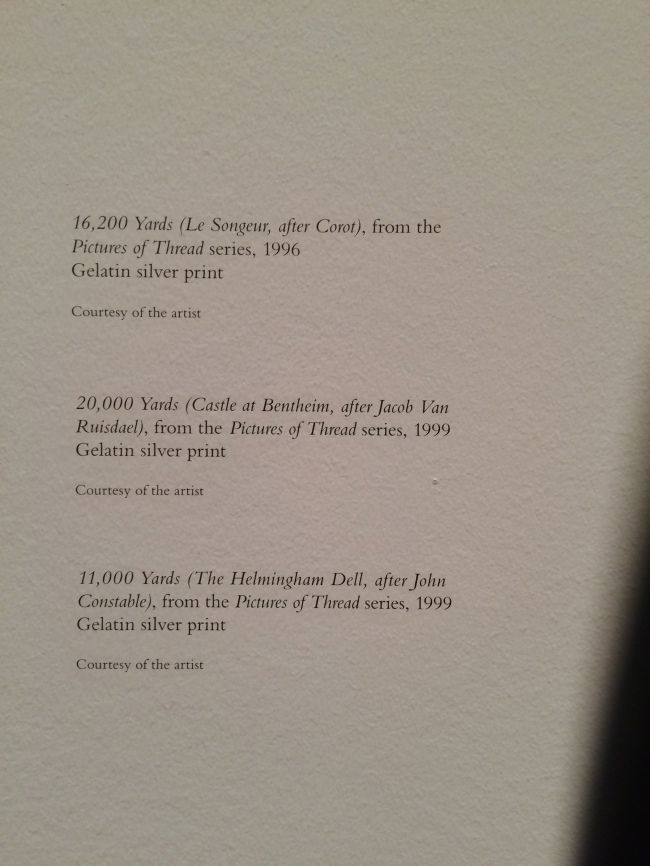 16,200 Yards (Le Songeur, after Corot), from the
Pictures of Thread series, 1996
Gelatin silver print
Courtesy of the artist
20,000 Yards (Castle at Bentheim, after Jacob Van
Ruisdael), from the Pictures of Thread series, 1999
Gelatin silver print
Courtesy of the artist
11,000 Yards (The Helmingham Dell, after John
Constable), from the Pictures of Thread series, 1999
Gelatin silver print
Courtesy of the artist